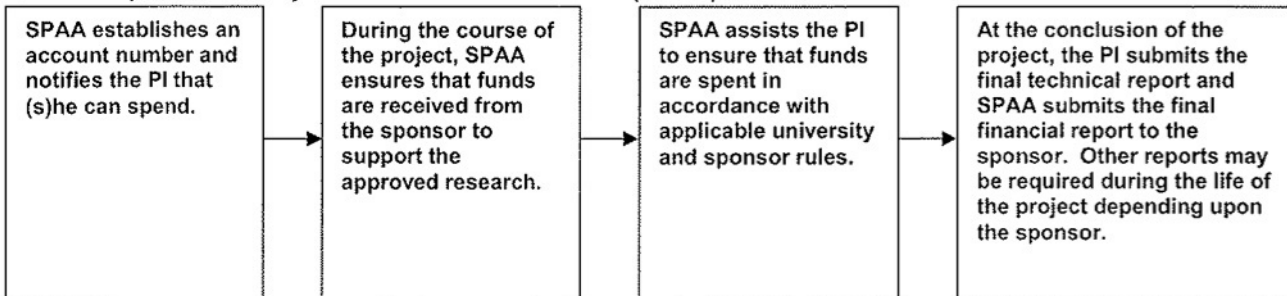 SPAA establishes an
account number and
notifies the PI that
(s)he can spend.
During the course of
the project, SPAA
ensures that funds
are received from
the sponsor to
support the
approved research.
SPAA assists the PI
to ensure that funds
are spent in
accordance with
applicable university
and sponsor rules.
At the conclusion of the
project, the PI submits the
final technical report and
SPAA submits the final
financial report to the
sponsor. Other reports may
be required during the life of
the project depending upon
the sponsor.